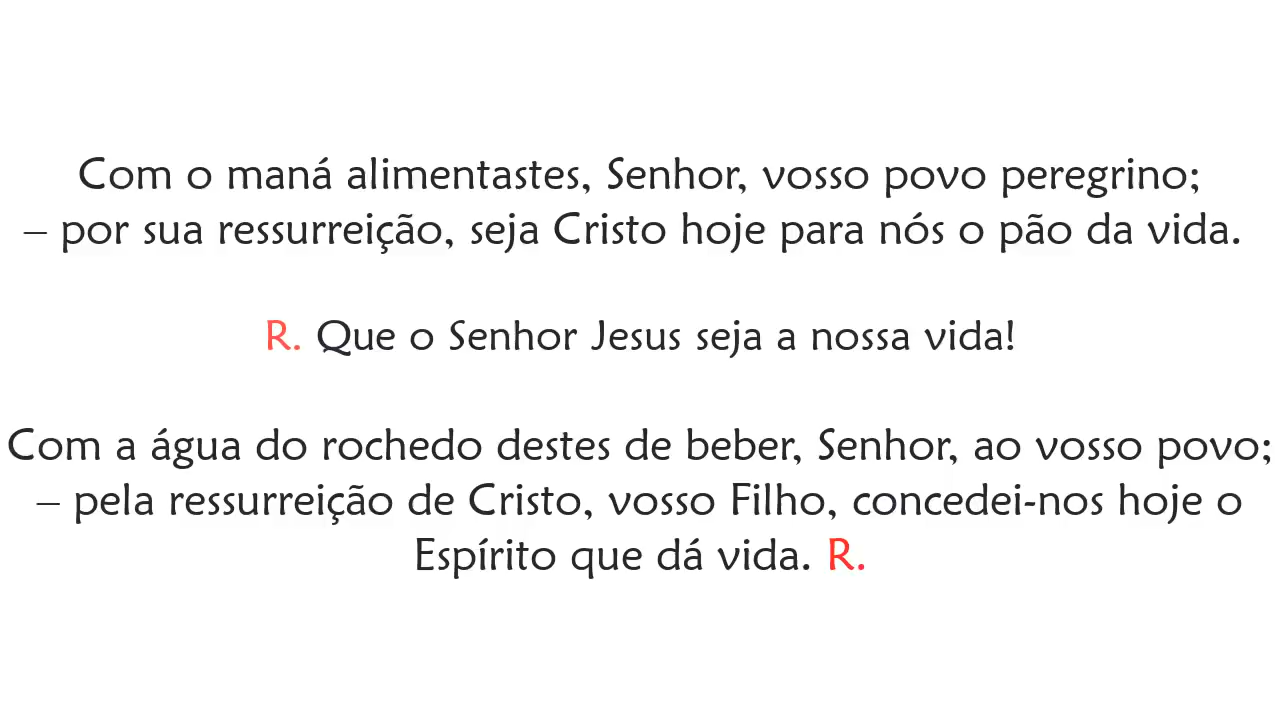 Com o maná alimentastes, Senhor, vosso povo peregrino;
– por sua ressurreição, seja Cristo hoje para nós o pão da vida.
R. Que o Senhor Jesus seja a nossa vida!
Com a água do rochedo destes de beber, Senhor, ao vosso povo;
– pela ressurreição de Cristo, vosso Filho, concedei-nos hoje o
Espírito que dá vida. R.